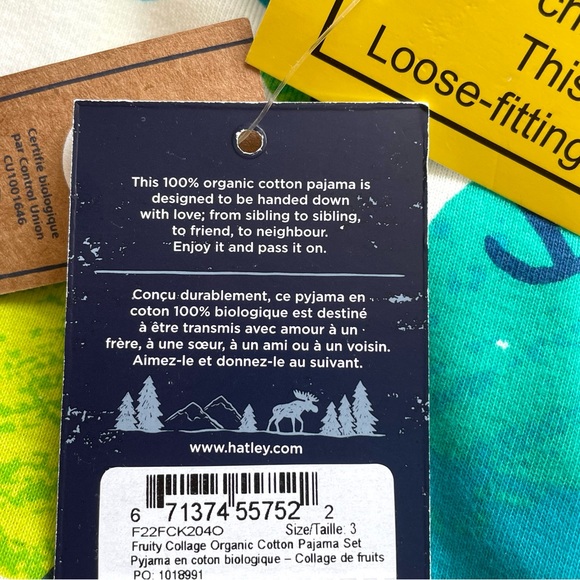 Certifié biologique
par Control Union
CU1001646
This
Loose-fitting
This 100% organic cotton pajama is
designed to be handed down
with love; from sibling to sibling,
to friend, to neighbour.
Enjoy it and pass it on.
Conçu durablement, ce pyjama en
coton 100% biologique est destiné
à être transmis avec amour à un
frère, à une sœur, à un ami ou à un voisin.
Aimez-le et donnez-le au suivant.
www.hatley.com
6 71374 55752 2
F22FCK204O Size/Taille: 3
Fruity Collage Organic Cotton Pajama Set
Pyjama en coton biologique – Collage de fruits
PO: 1018991